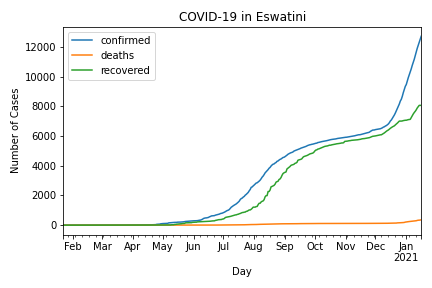 COVID-19 in Eswatini
confirmed
deaths
recovered
12000
10000
8000
6000
4000
2000
0
Number of Cases
Feb Mar Apr May Jun Jul Aug Sep Oct Nov Dec Jan
2021
Day